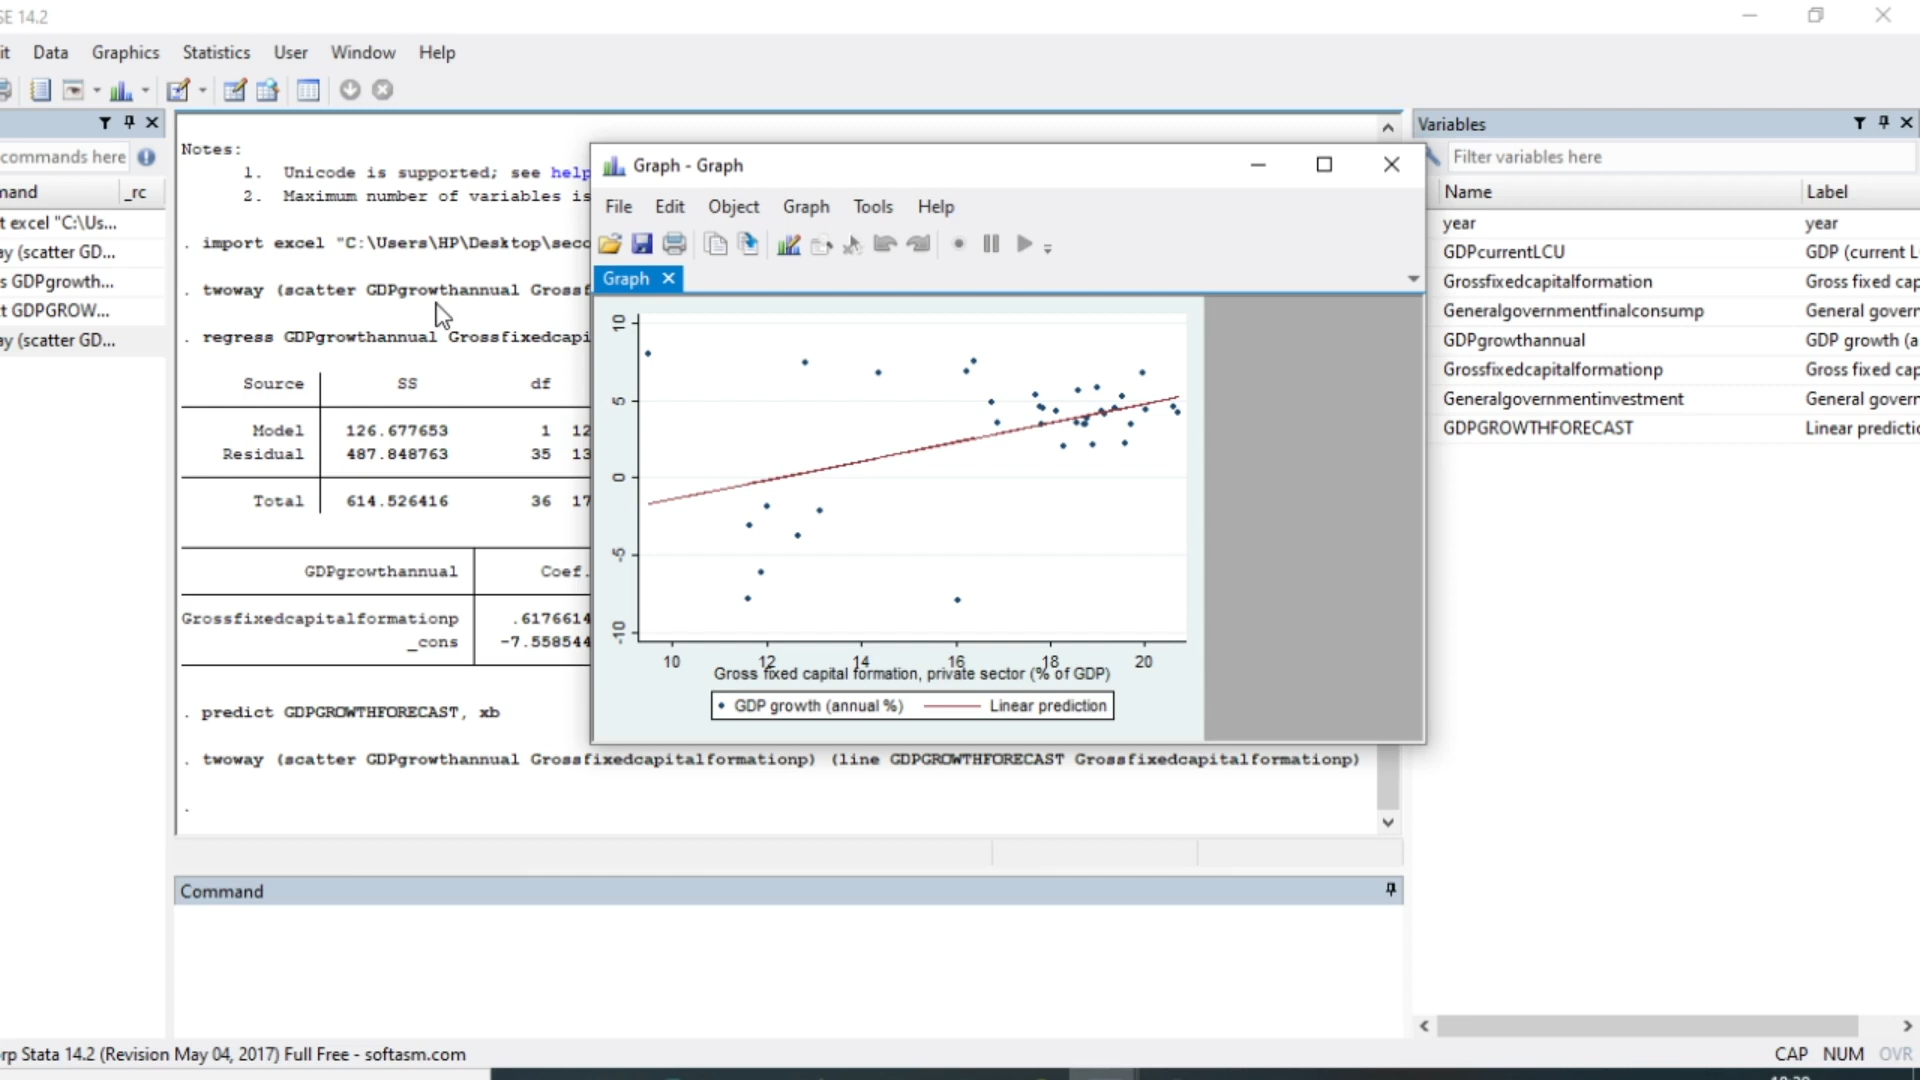 SE 14.2
it Data Graphics Statistics User Window Help
commands here
mand _rc
t excel "C:\Us...
ay (scatter GD...
s GDPgrowth...
t GDPGROW...
ay (scatter GD...
Notes:
1. Unicode is supported; see help
2. Maximum number of variables is
. import excel "C:\Users\HP\Desktop\seco
. twoway (scatter GDPgrowthannual Grossf
. regress GDPgrowthannual Grossfixedcapi
Source SS df
Model 126.677653 1 12
Residual 487.848763 35 13
Total 614.526416 36 17
GDPgrowthannual Coef.
Grossfixedcapitalformationp .6176614
_cons -7.558544
. predict GDPGROWTHFORECAST, xb
. twoway (scatter GDPgrowthannual Grossfixedcapitalformationp) (line GDPGROWTHFORECAST Grossfixedcapitalformationp)
.
Graph - Graph
File Edit Object Graph Tools Help
Graph
10
5
0
-5
-10
10 12 14 16 18 20
Gross fixed capital formation, private sector (% of GDP)
GDP growth (annual %) Linear prediction
Variables
Filter variables here
Name Label
year year
GDPcurrentLCU GDP (current L
Grossfixedcapitalformation Gross fixed cap
Generalgovernmentfinalconsump General govern
GDPgrowthannual GDP growth (a
Grossfixedcapitalformationp Gross fixed cap
Generalgovernmentinvestment General govern
GDPGROWTHFORECAST Linear predictio
Command
rp Stata 14.2 (Revision May 04, 2017) Full Free - softasm.com
CAP NUM OVR